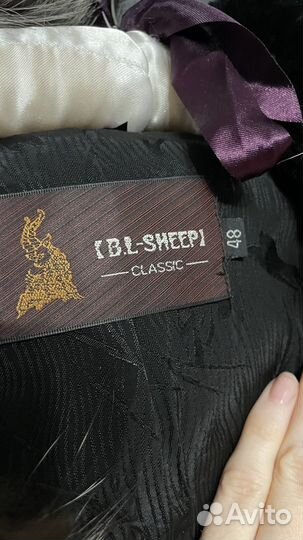 [B.L-SHEEP]
CLASSIC
48
Avito